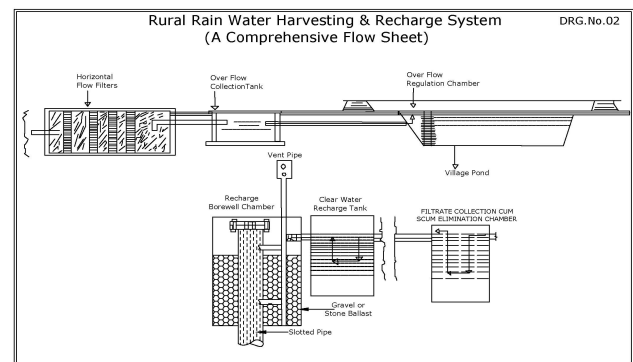 Rural Rain Water Harvesting & Recharge System
DRG.No.02
(A Comprehensive Flow Sheet)
Horizontal
Flow Filters
Over Flow
CollectionTank
Over Flow
Regulation Chamber
Village Pond
Vent Pipe
Recharge
Borewell Chamber
Clear Water
Recharge Tank
FILTRATE COLLECTION CUM
SCUM ELIMINATION CHAMBER
Gravel or
Stone Ballast
Slotted Pipe